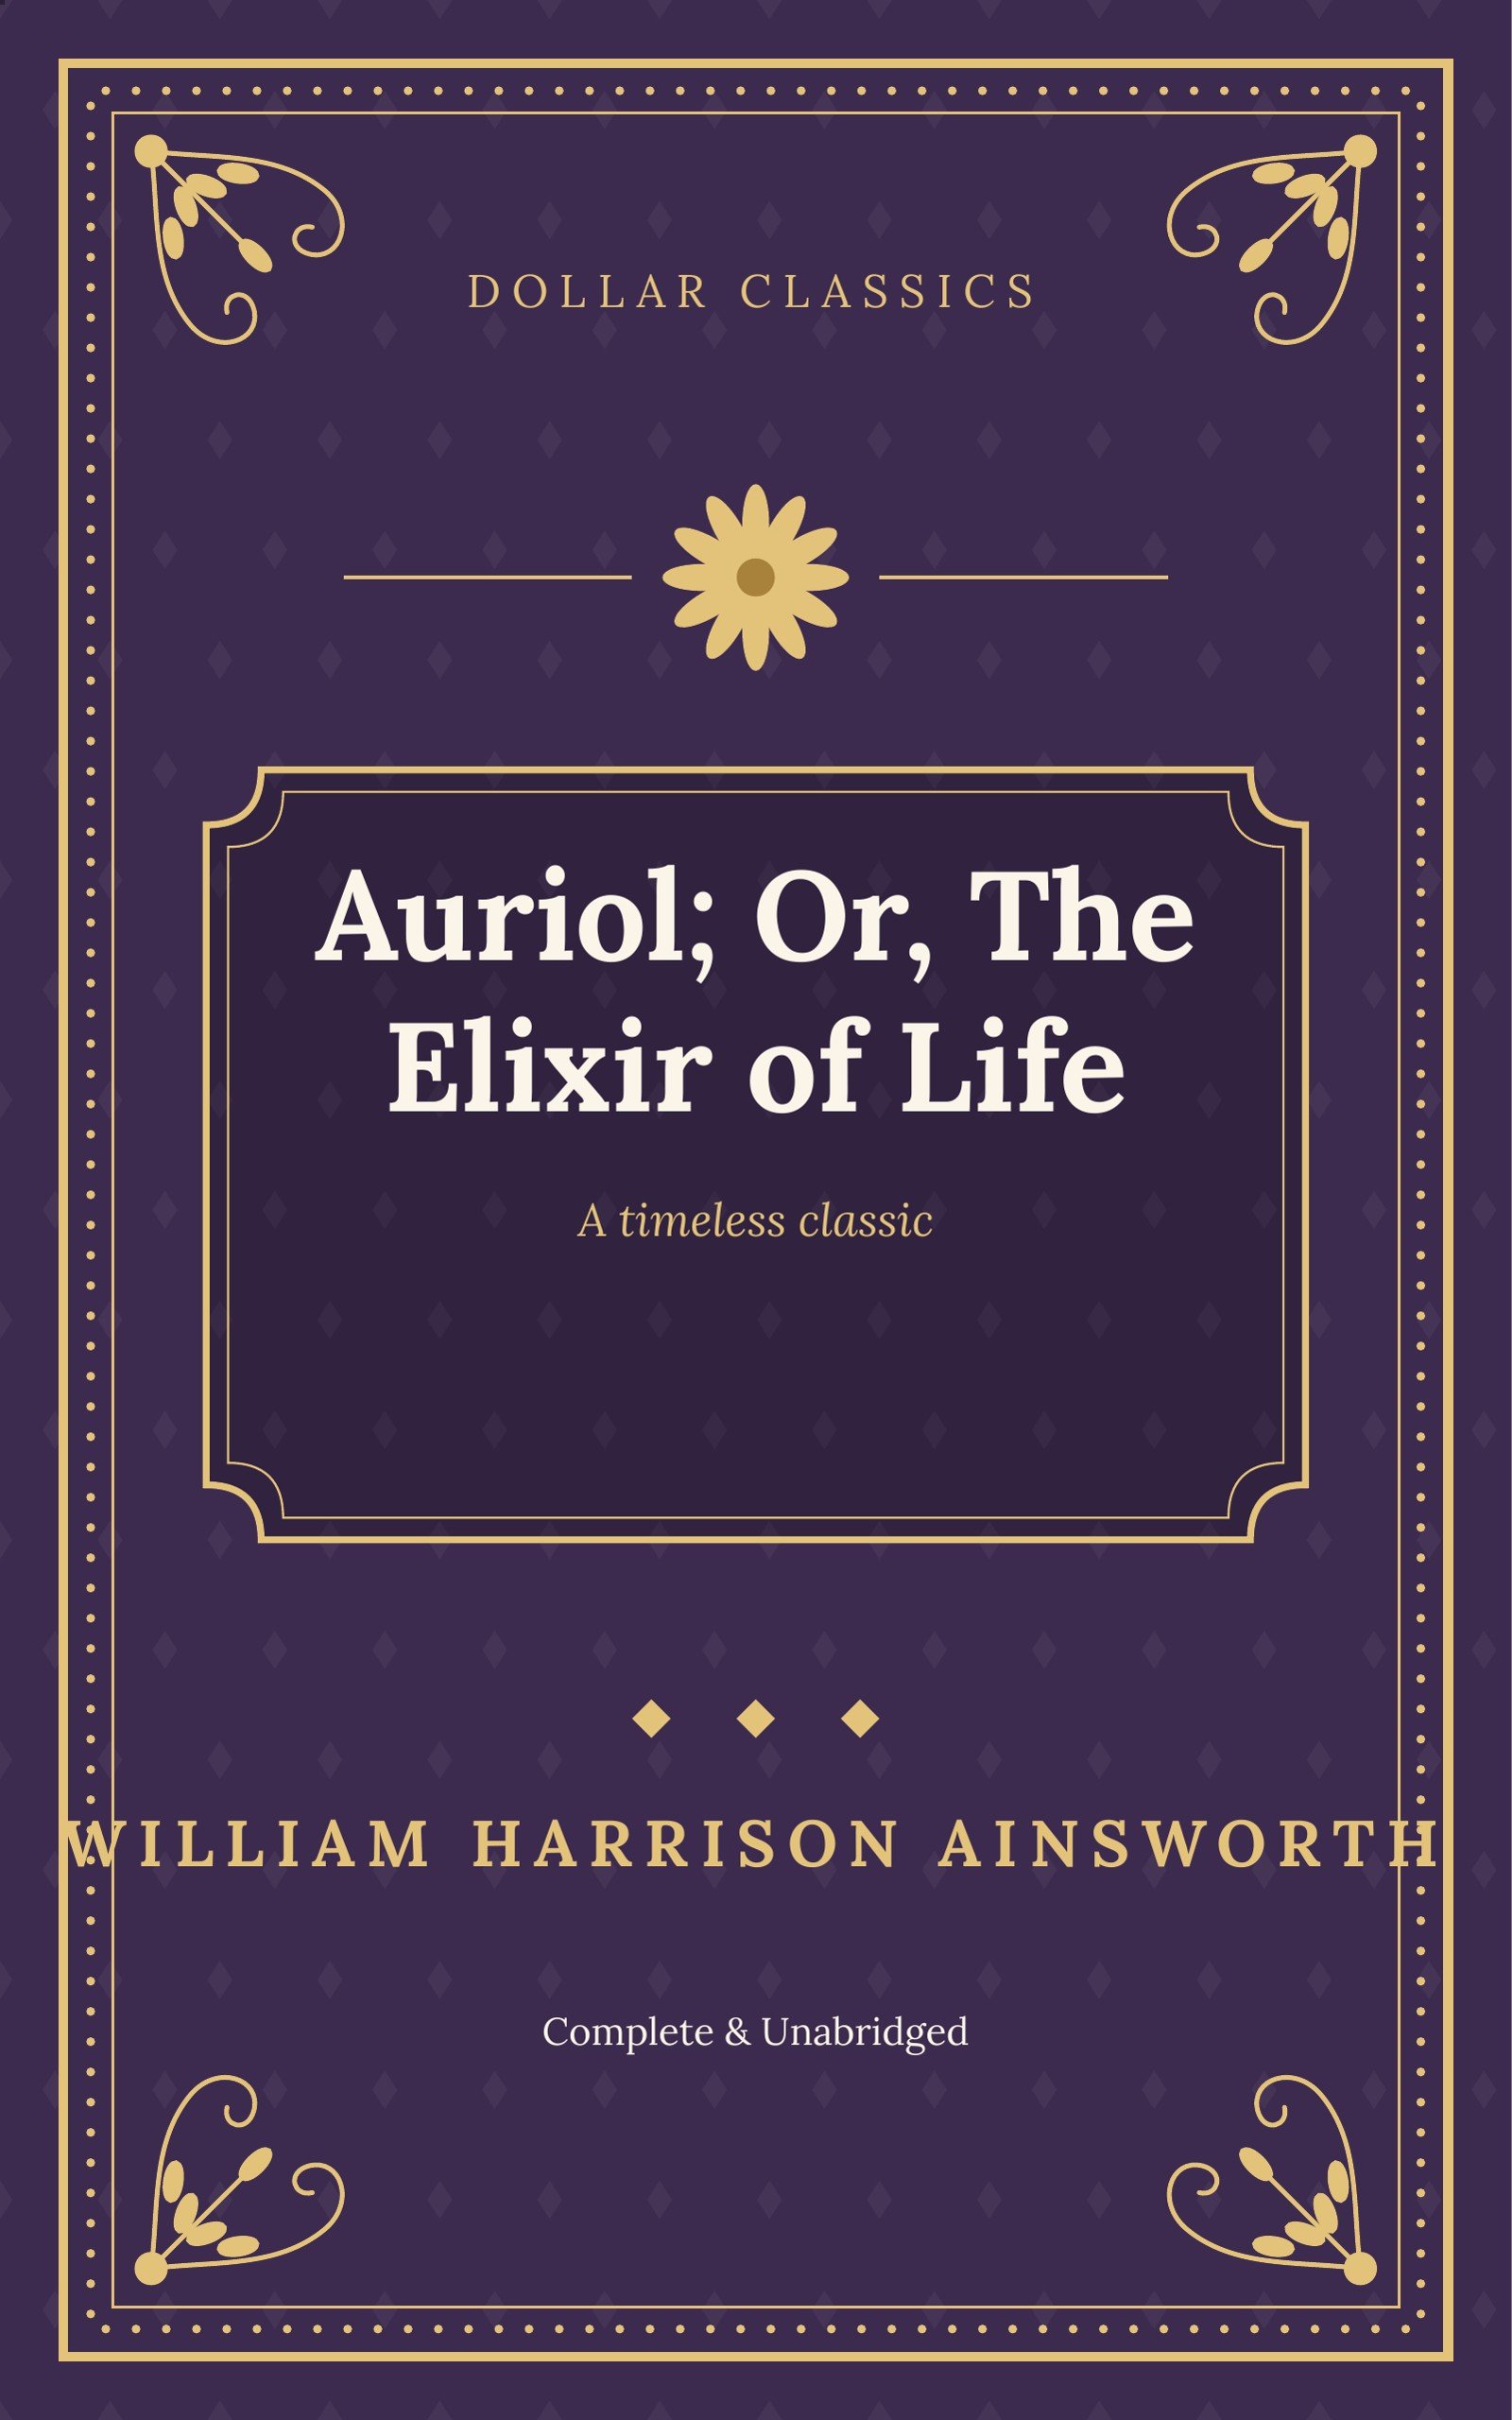 DOLLAR CLASSICS
Auriol; Or, The
Elixir of Life
A timeless classic
WILLIAM HARRISON AINSWORTH
Complete & Unabridged